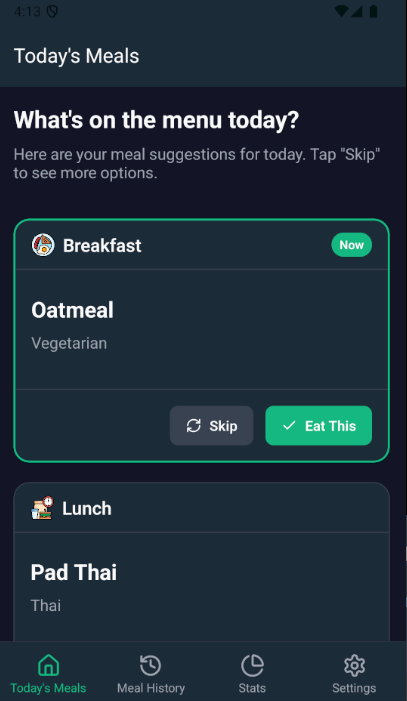 4:13
Today's Meals
What's on the menu today?
Here are your meal suggestions for today. Tap "Skip"
to see more options.
Breakfast
Now
Oatmeal
Vegetarian
Skip
Eat This
Lunch
Pad Thai
Thai
Today's Meals
Meal History
Stats
Settings